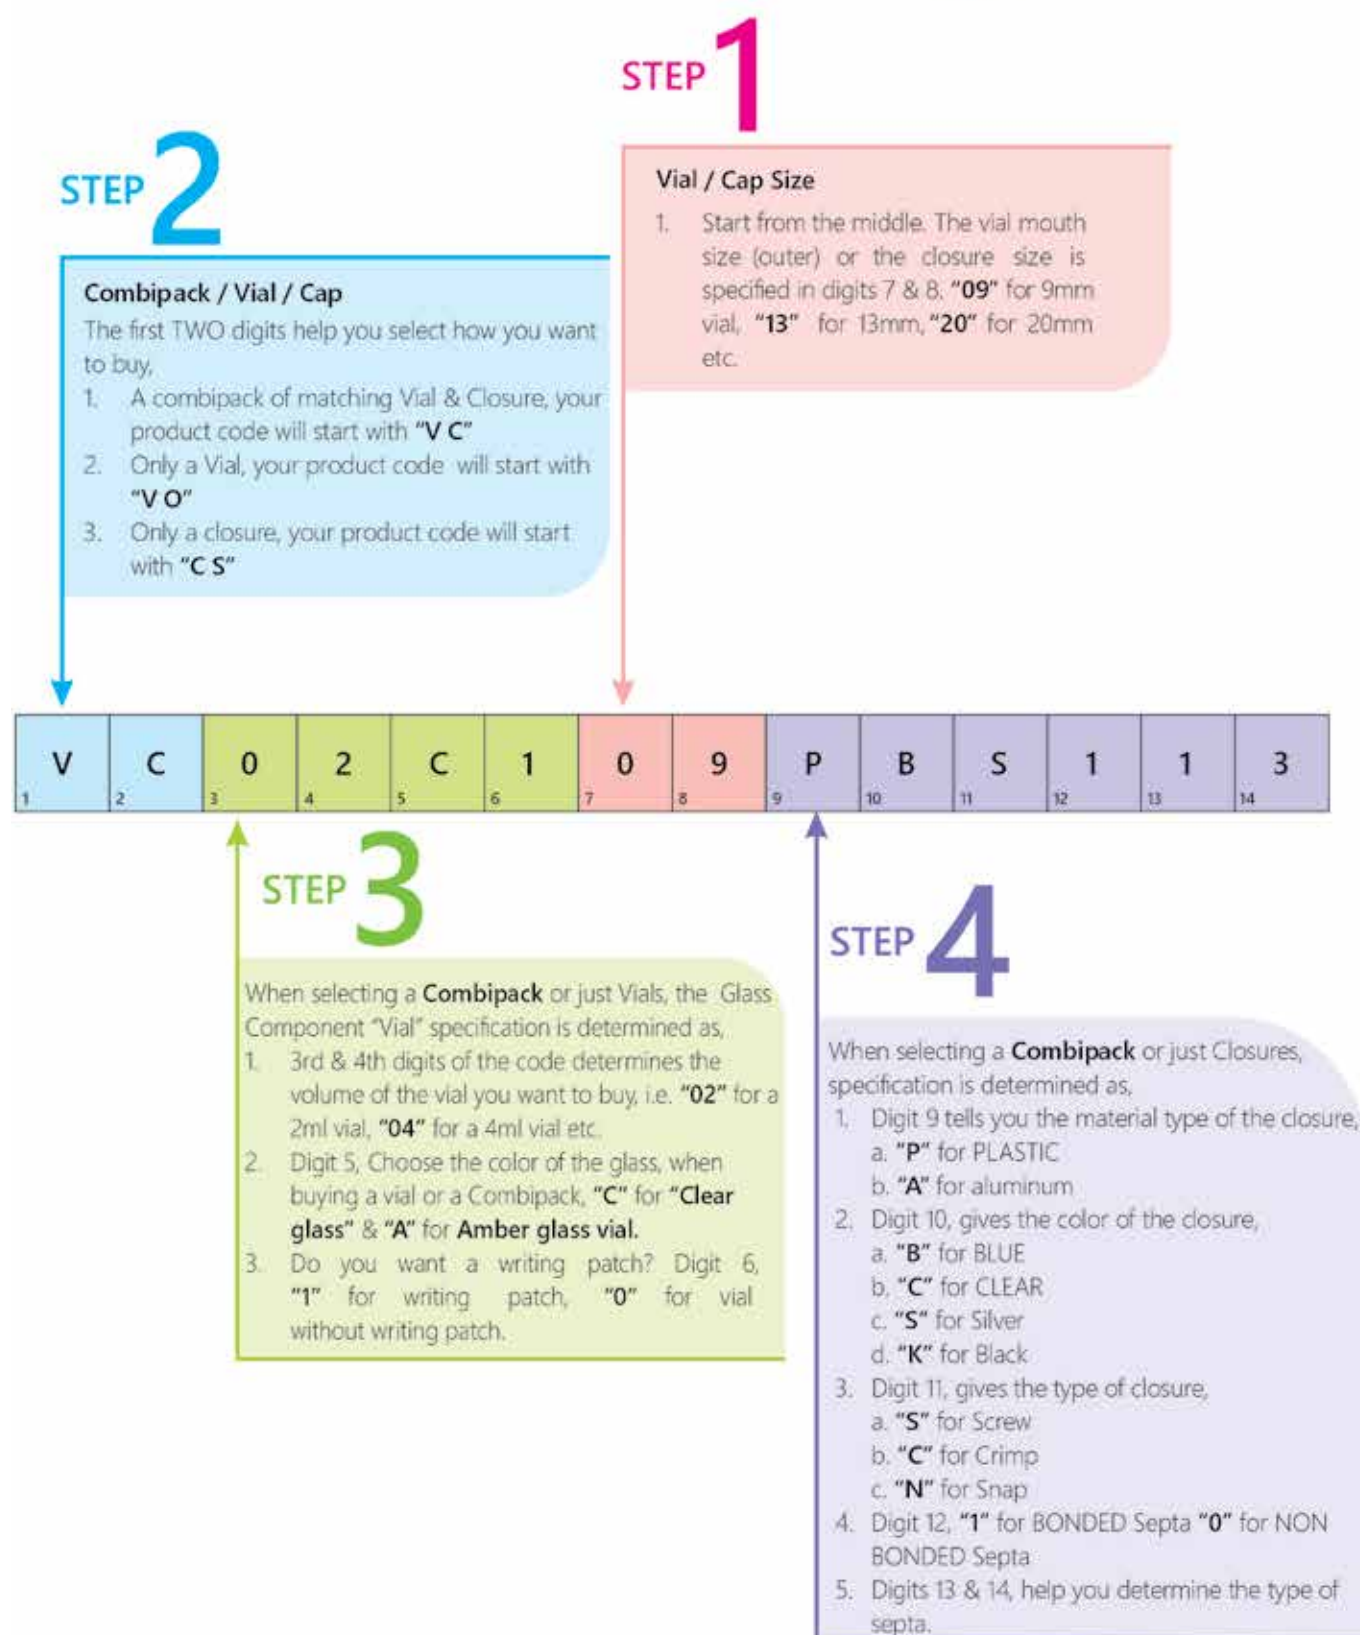 STEP 1
Vial / Cap Size
1. Start from the middle. The vial mouth
size (outer) or the closure size is
specified in digits 7 & 8, "09" for 9mm
vial, "13" for 13mm, "20" for 20mm
etc.
STEP 2
Combipack / Vial / Cap
The first TWO digits help you select how you want
to buy,
1. A combipack of matching Vial & Closure, your
product code will start with "V C"
2. Only a Vial, your product code will start with
"V O"
3. Only a closure, your product code will start
with "C S"
V C 0 2 C 1 0 9 P B S 1 1 3
1 2 3 4 5 6 7 8 9 10 11 12 13 14
STEP 3
When selecting a Combipack or just Vials, the Glass
Component "Vial" specification is determined as,
1. 3rd & 4th digits of the code determines the
volume of the vial you want to buy, i.e. "02" for a
2ml vial, "04" for a 4ml vial etc.
2. Digit 5, Choose the color of the glass, when
buying a vial or a Combipack, "C" for "Clear
glass" & "A" for Amber glass vial.
3. Do you want a writing patch? Digit 6,
"1" for writing patch, "0" for vial
without writing patch.
STEP 4
When selecting a Combipack or just Closures,
specification is determined as,
1. Digit 9 tells you the material type of the closure,
a. "P" for PLASTIC
b. "A" for aluminum
2. Digit 10, gives the color of the closure,
a. "B" for BLUE
b. "C" for CLEAR
c. "S" for Silver
d. "K" for Black
3. Digit 11, gives the type of closure,
a. "S" for Screw
b. "C" for Crimp
c. "N" for Snap
4. Digit 12, "1" for BONDED Septa "0" for NON
BONDED Septa
5. Digits 13 & 14, help you determine the type of
septa.